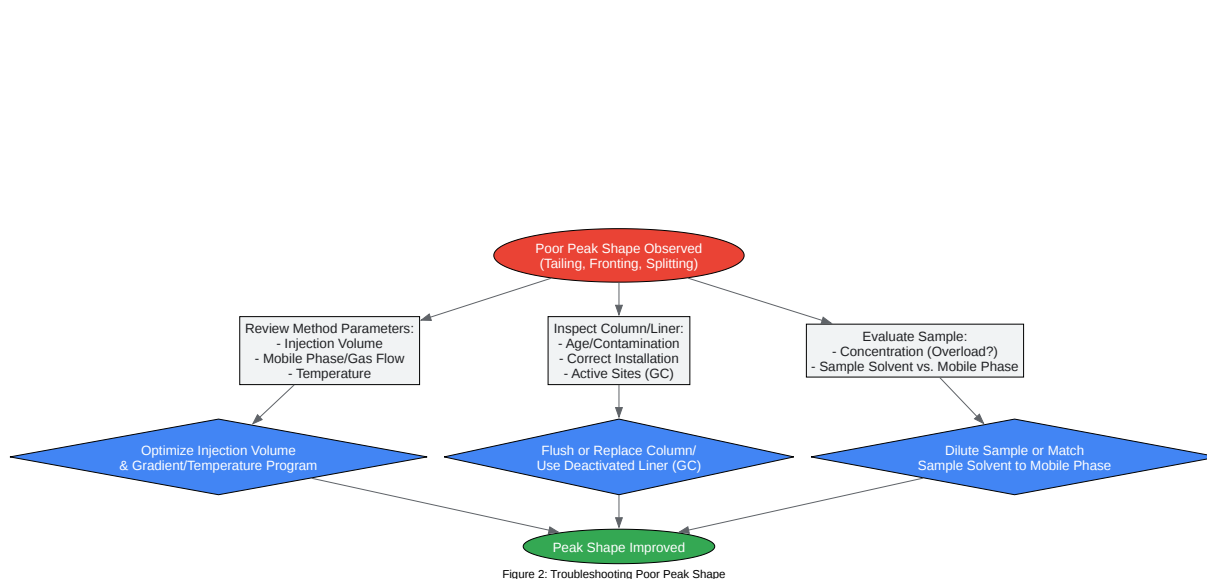 Poor Peak Shape Observed
(Tailing, Fronting, Splitting)
Review Method Parameters:
- Injection Volume
- Mobile Phase/Gas Flow
- Temperature
Inspect Column/Liner:
- Age/Contamination
- Correct Installation
- Active Sites (GC)
Evaluate Sample:
- Concentration (Overload?)
- Sample Solvent vs. Mobile Phase
Optimize Injection Volume
& Gradient/Temperature Program
Flush or Replace Column/
Use Deactivated Liner (GC)
Dilute Sample or Match
Sample Solvent to Mobile Phase
Peak Shape Improved
Figure 2: Troubleshooting Poor Peak Shape